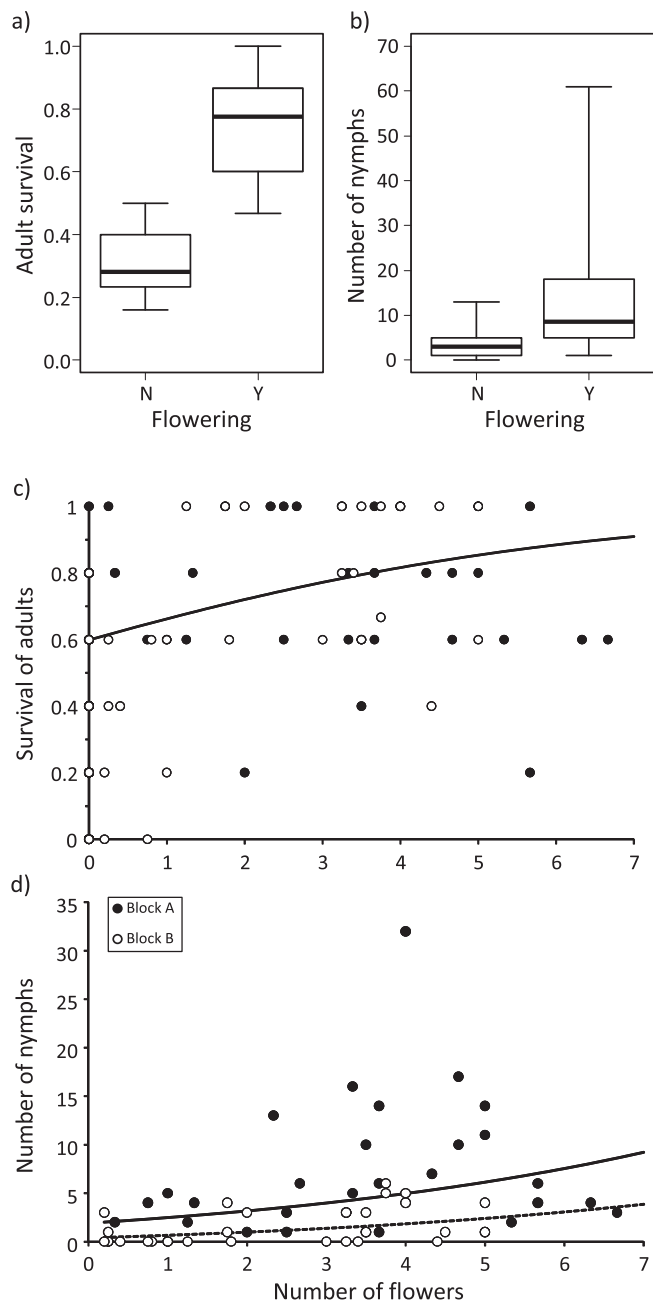 a)
Adult survival
1.0
0.8
0.6
0.4
0.2
0.0
N Y
Flowering
b)
Number of nymphs
70
60
50
40
30
20
10
0
N Y
Flowering
c)
Survival of adults
1
0.8
0.6
0.4
0.2
0
0 1 2 3 4 5 6 7
d)
Number of nymphs
35
30
25
20
15
10
5
0
Block A
Block B
0 1 2 3 4 5 6 7
Number of flowers